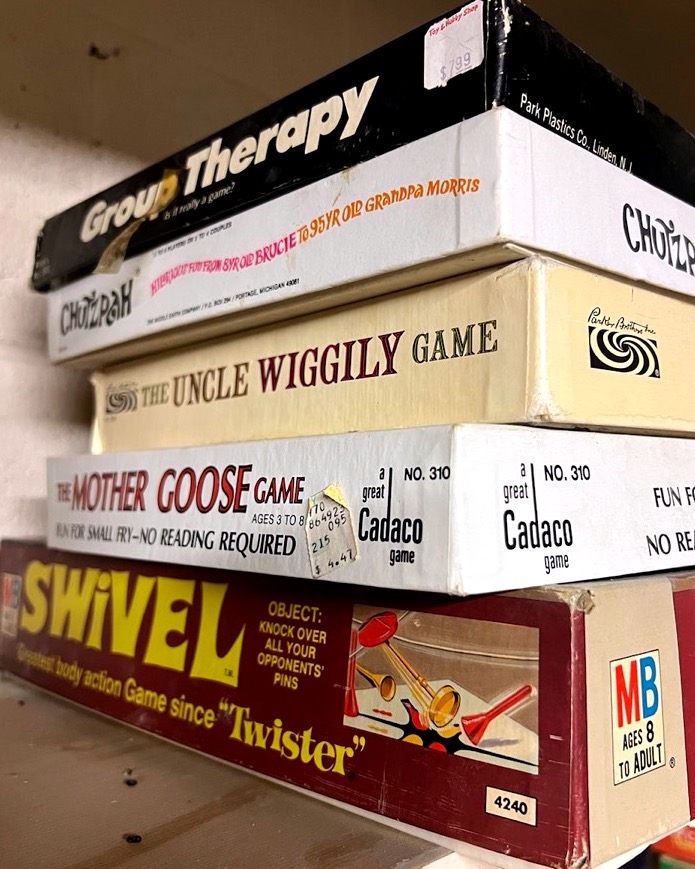 Toy & Hobby Shop
$7.99
Group Therapy
Is it really a game?
Park Plastics Co., Linden, N.J.
CHUTZPAH
HILARIOUS FUN FROM 8YR OLD BRUCIE TO 95YR OLD GRANDPA MORRIS
THE MIDDLE EARTH COMPANY / P.O. BOX 394 / PORTAGE, MICHIGAN 49081
CHUTZP
THE UNCLE WIGGILY GAME
Parker Brothers Inc
THE MOTHER GOOSE GAME
AGES 3 TO 8
FUN FOR SMALL FRY–NO READING REQUIRED
215
$ 4.47
a great Cadaco game
NO. 310
a great Cadaco game
NO. 310
FUN FO
NO REA
MB
SWiVEL
T.M.
Greatest body action Game since "Twister"
OBJECT:
KNOCK OVER
ALL YOUR
OPPONENTS'
PINS
4240
MB
AGES 8
TO ADULT
®